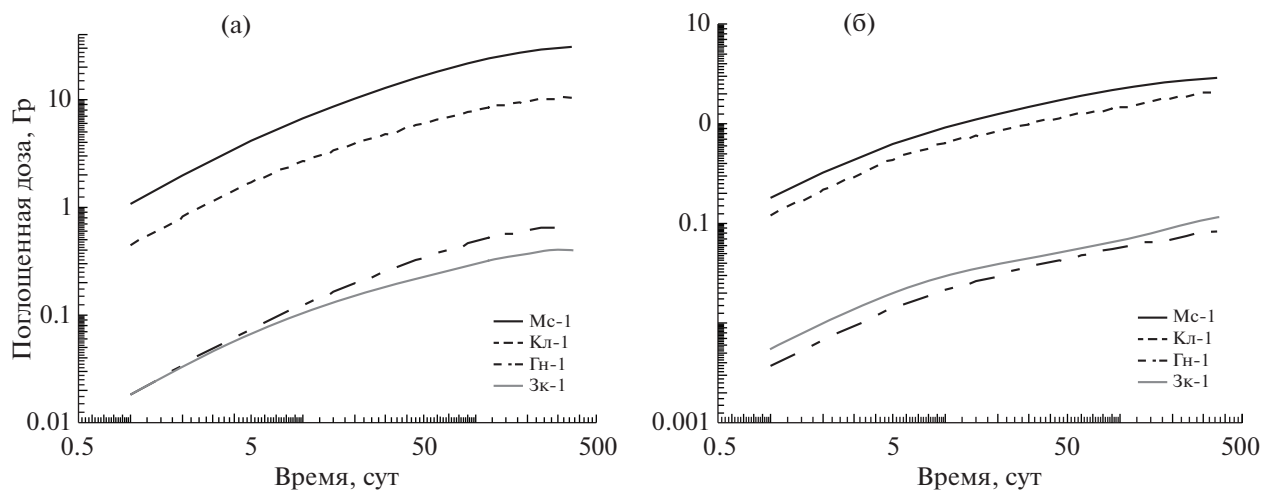 (а)
Поглощенная доза, Гр
10
1
0.1
0.01
0.5
5
50
500
Время, сут
Мс-1
Кл-1
Гн-1
Зк-1
(б)
10
0
0.1
0.001
0.5
5
50
500
Время, сут
Мс-1
Кл-1
Гн-1
Зк-1